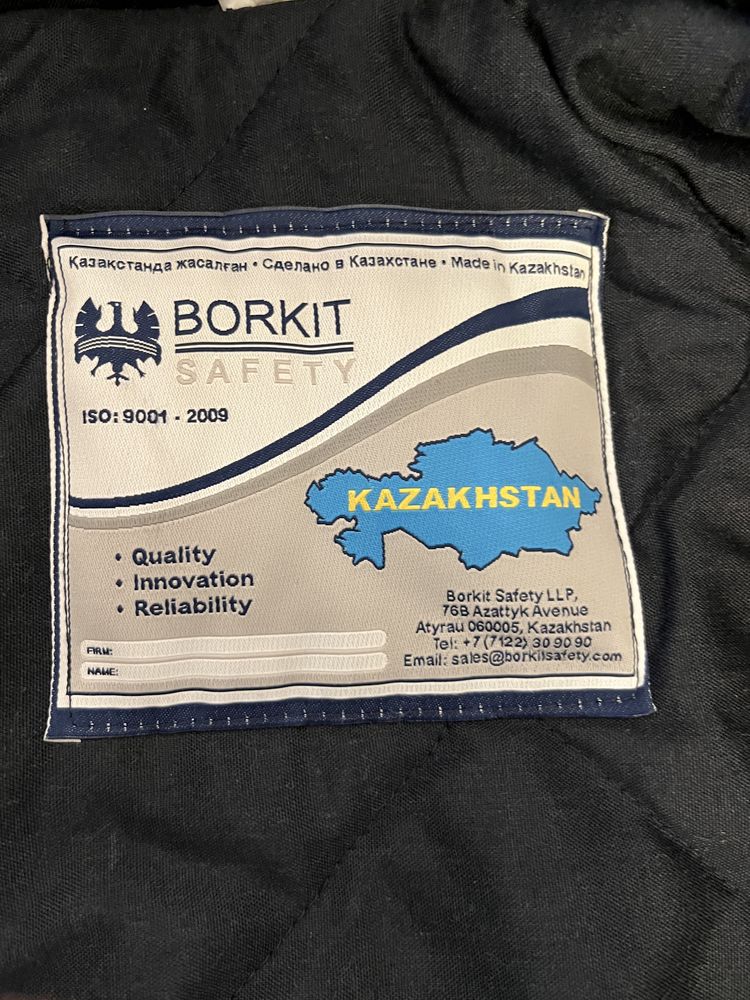 Қазақстанда жасалған • Сделано в Казахстане • Made in Kazakhstan
BORKIT
SAFETY
ISO: 9001 - 2009
KAZAKHSTAN
• Quality
• Innovation
• Reliability
Borkit Safety LLP,
76B Azattyk Avenue
Atyrau 060005, Kazakhstan
Tel: +7 (7122) 30 90 90
Email: sales@borkitsafety.com
FIRM:
NAME: